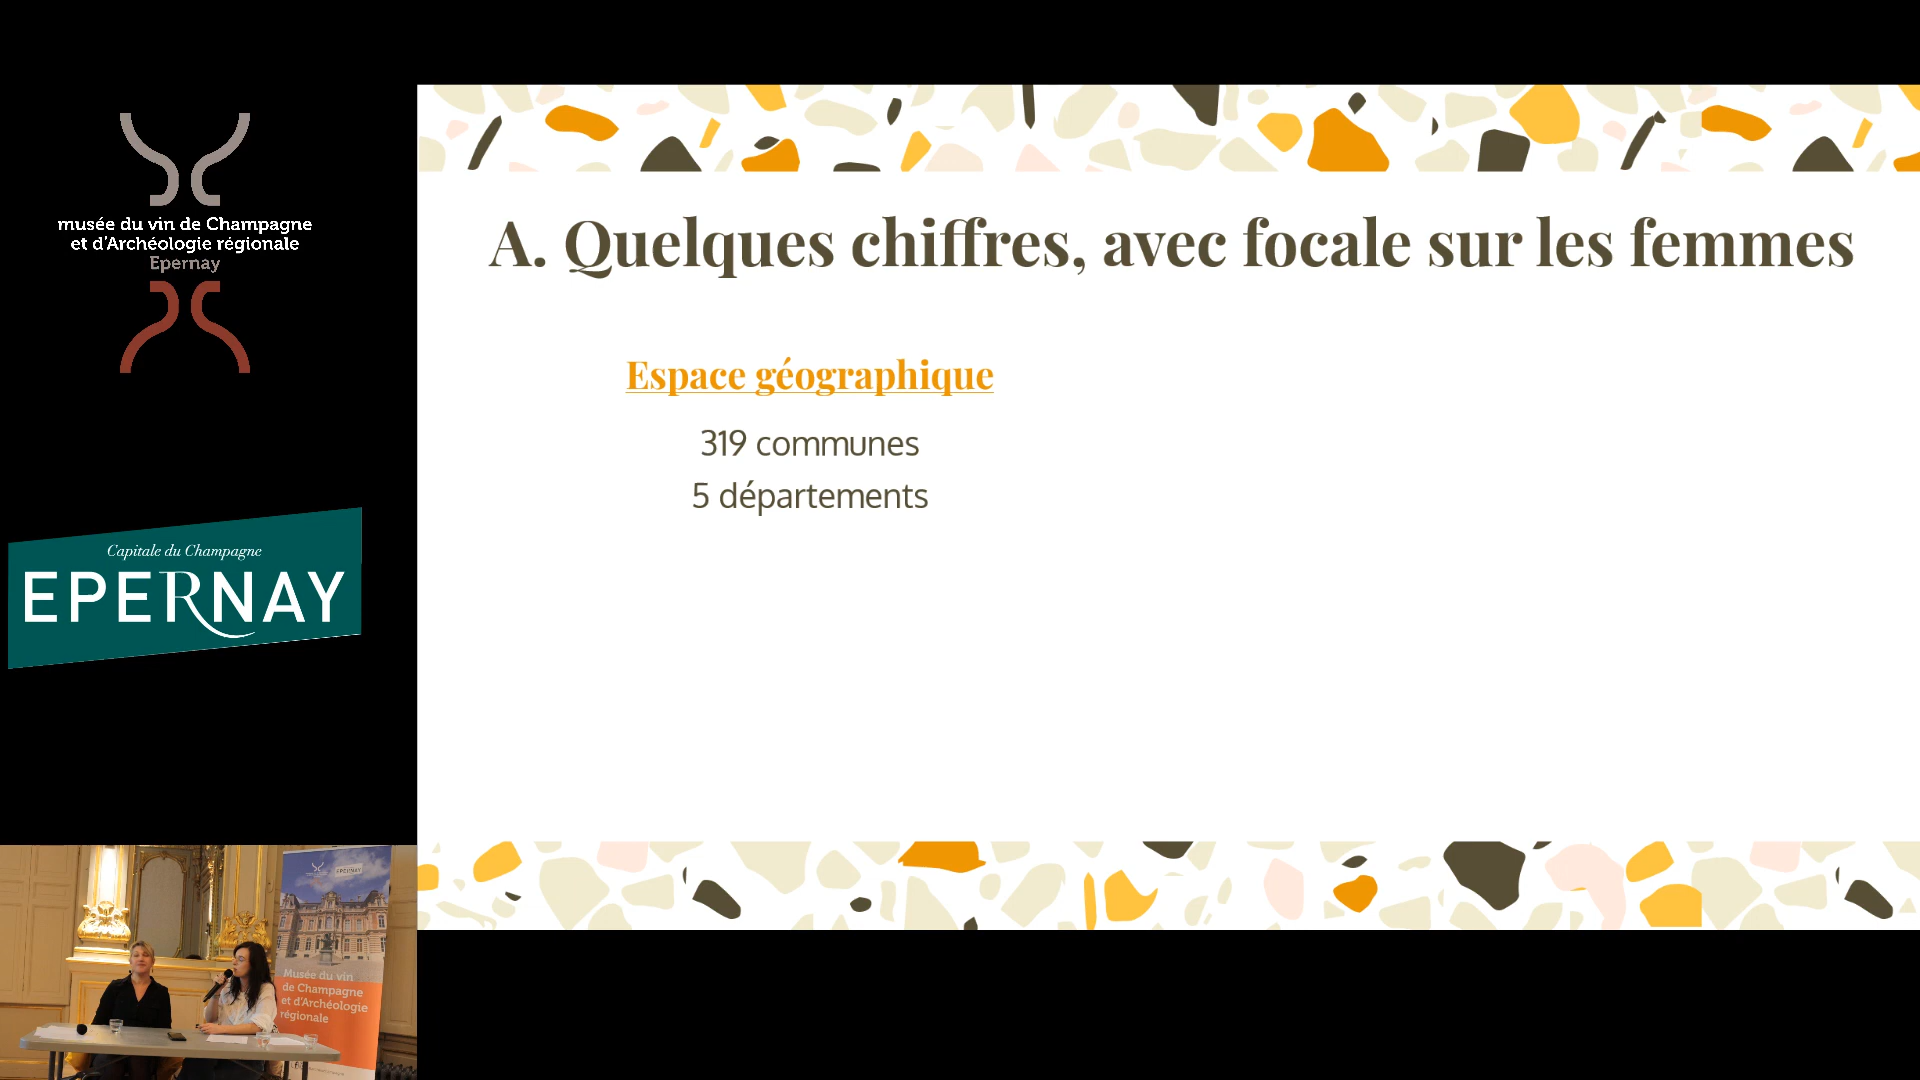 musée du vin de Champagne
et d'Archéologie régionale
Epernay
Capitale du Champagne
EPERNAY
A. Quelques chiffres, avec focale sur les femmes
Espace géographique
319 communes
5 départements
EPERNAY
Musée du vin
de Champagne
et d'Archéologie
régionale